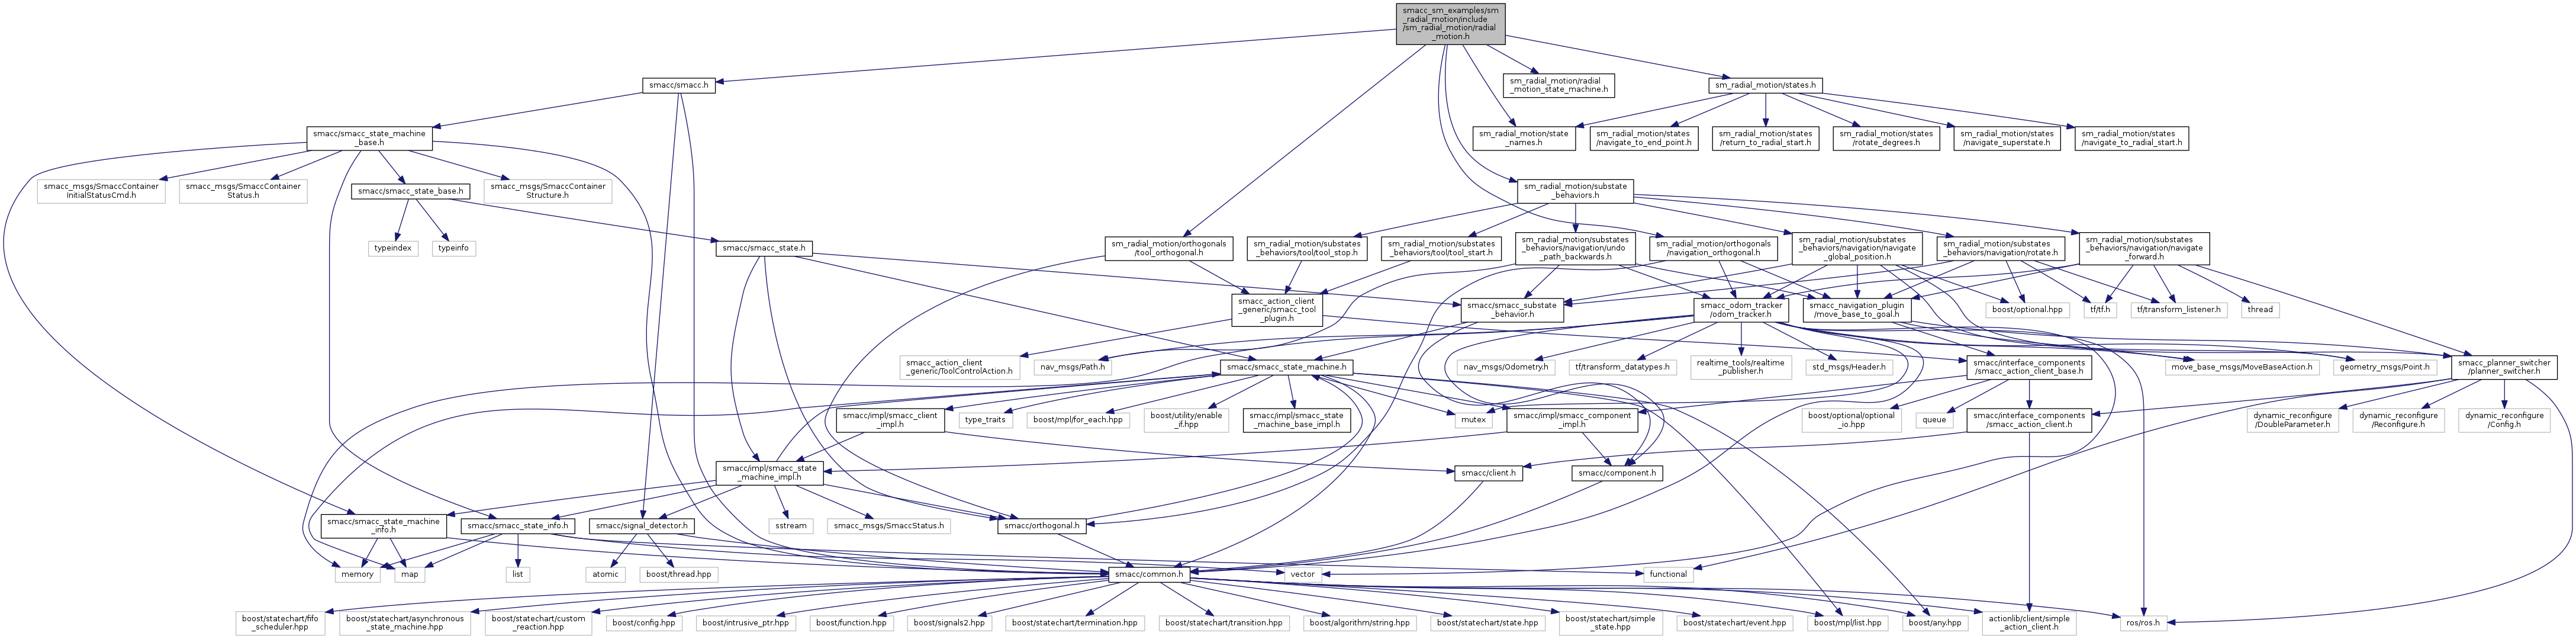 smacc_sm_examples/sm
_radial_motion/include
/sm_radial_motion/radial
_motion.h
smacc/smacc.h
sm_radial_motion/radial
_motion_state_machine.h
sm_radial_motion/states.h
smacc/smacc_state_machine
_base.h
sm_radial_motion/state
_names.h
sm_radial_motion/states
/navigate_to_end_point.h
sm_radial_motion/states
/return_to_radial_start.h
sm_radial_motion/states
/rotate_degrees.h
sm_radial_motion/states
/navigate_superstate.h
sm_radial_motion/states
/navigate_to_radial_start.h
smacc_msgs/SmaccContainer
InitialStatusCmd.h
smacc_msgs/SmaccContainer
Status.h
smacc/smacc_state_base.h
smacc_msgs/SmaccContainer
Structure.h
sm_radial_motion/substate
_behaviors.h
typeindex
typeinfo
smacc/smacc_state.h
sm_radial_motion/orthogonals
/tool_orthogonal.h
sm_radial_motion/substates
_behaviors/tool/tool_stop.h
sm_radial_motion/substates
_behaviors/tool/tool_start.h
sm_radial_motion/substates
_behaviors/navigation/undo
_path_backwards.h
sm_radial_motion/orthogonals
/navigation_orthogonal.h
sm_radial_motion/substates
_behaviors/navigation/navigate
_global_position.h
sm_radial_motion/substates
_behaviors/navigation/rotate.h
sm_radial_motion/substates
_behaviors/navigation/navigate
_forward.h
smacc_action_client
_generic/smacc_tool
_plugin.h
smacc/smacc_substate
_behavior.h
smacc_odom_tracker
/odom_tracker.h
smacc_navigation_plugin
/move_base_to_goal.h
boost/optional.hpp
tf/tf.h
tf/transform_listener.h
thread
smacc_action_client
_generic/ToolControlAction.h
nav_msgs/Path.h
smacc/smacc_state_machine.h
nav_msgs/Odometry.h
tf/transform_datatypes.h
realtime_tools/realtime
_publisher.h
std_msgs/Header.h
smacc/interface_components
/smacc_action_client_base.h
move_base_msgs/MoveBaseAction.h
geometry_msgs/Point.h
smacc_planner_switcher
/planner_switcher.h
smacc/impl/smacc_client
_impl.h
type_traits
boost/mpl/for_each.hpp
boost/utility/enable
_if.hpp
smacc/impl/smacc_state
_machine_base_impl.h
mutex
smacc/impl/smacc_component
_impl.h
boost/optional/optional
_io.hpp
queue
smacc/interface_components
/smacc_action_client.h
dynamic_reconfigure
/DoubleParameter.h
dynamic_reconfigure
/Reconfigure.h
dynamic_reconfigure
/Config.h
smacc/impl/smacc_state
_machine_impl.h
smacc/client.h
smacc/component.h
smacc/smacc_state_machine
_info.h
smacc/smacc_state_info.h
smacc/signal_detector.h
sstream
smacc_msgs/SmaccStatus.h
smacc/orthogonal.h
memory
map
list
atomic
boost/thread.hpp
smacc/common.h
vector
functional
boost/statechart/fifo
_scheduler.hpp
boost/statechart/asynchronous
_state_machine.hpp
boost/statechart/custom
_reaction.hpp
boost/config.hpp
boost/intrusive_ptr.hpp
boost/function.hpp
boost/signals2.hpp
boost/statechart/termination.hpp
boost/statechart/transition.hpp
boost/algorithm/string.hpp
boost/statechart/state.hpp
boost/statechart/simple
_state.hpp
boost/statechart/event.hpp
boost/mpl/list.hpp
boost/any.hpp
actionlib/client/simple
_action_client.h
ros/ros.h